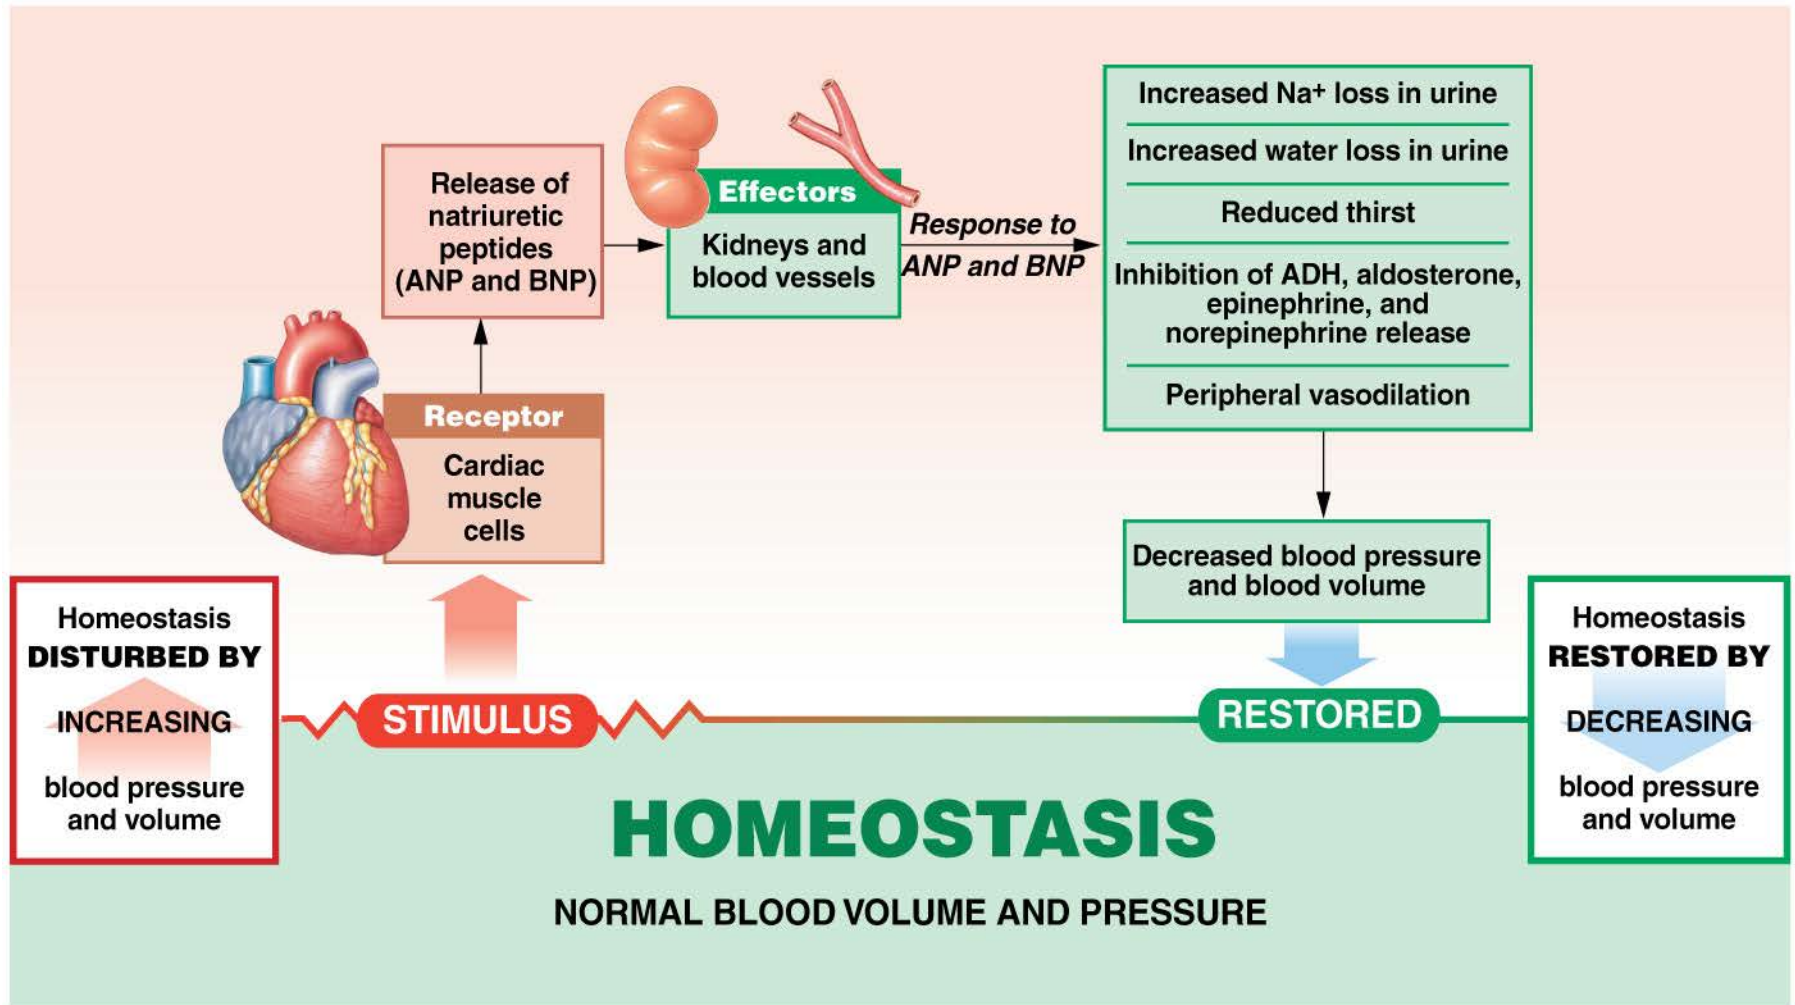 Homeostasis
DISTURBED BY
INCREASING
blood pressure
and volume
STIMULUS
Receptor
Cardiac
muscle
cells
Release of
natriuretic
peptides
(ANP and BNP)
Effectors
Kidneys and
blood vessels
Response to
ANP and BNP
Increased Na+ loss in urine
Increased water loss in urine
Reduced thirst
Inhibition of ADH, aldosterone,
epinephrine, and
norepinephrine release
Peripheral vasodilation
Decreased blood pressure
and blood volume
RESTORED
Homeostasis
RESTORED BY
DECREASING
blood pressure
and volume
HOMEOSTASIS
NORMAL BLOOD VOLUME AND PRESSURE